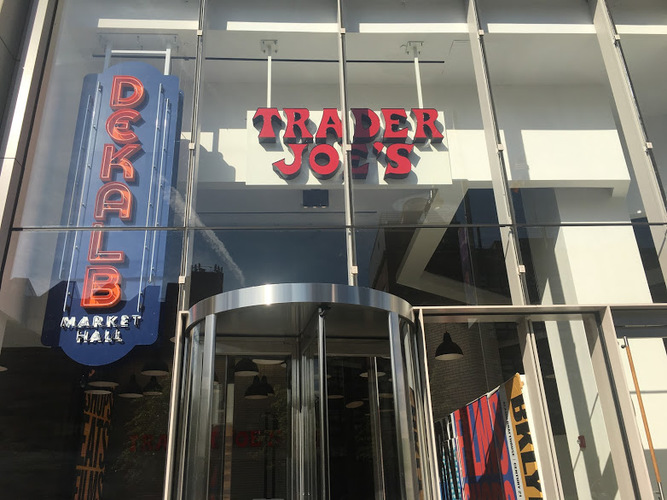 DEKALB
MARKET
HALL
TRADER
JOE'S
BKLY